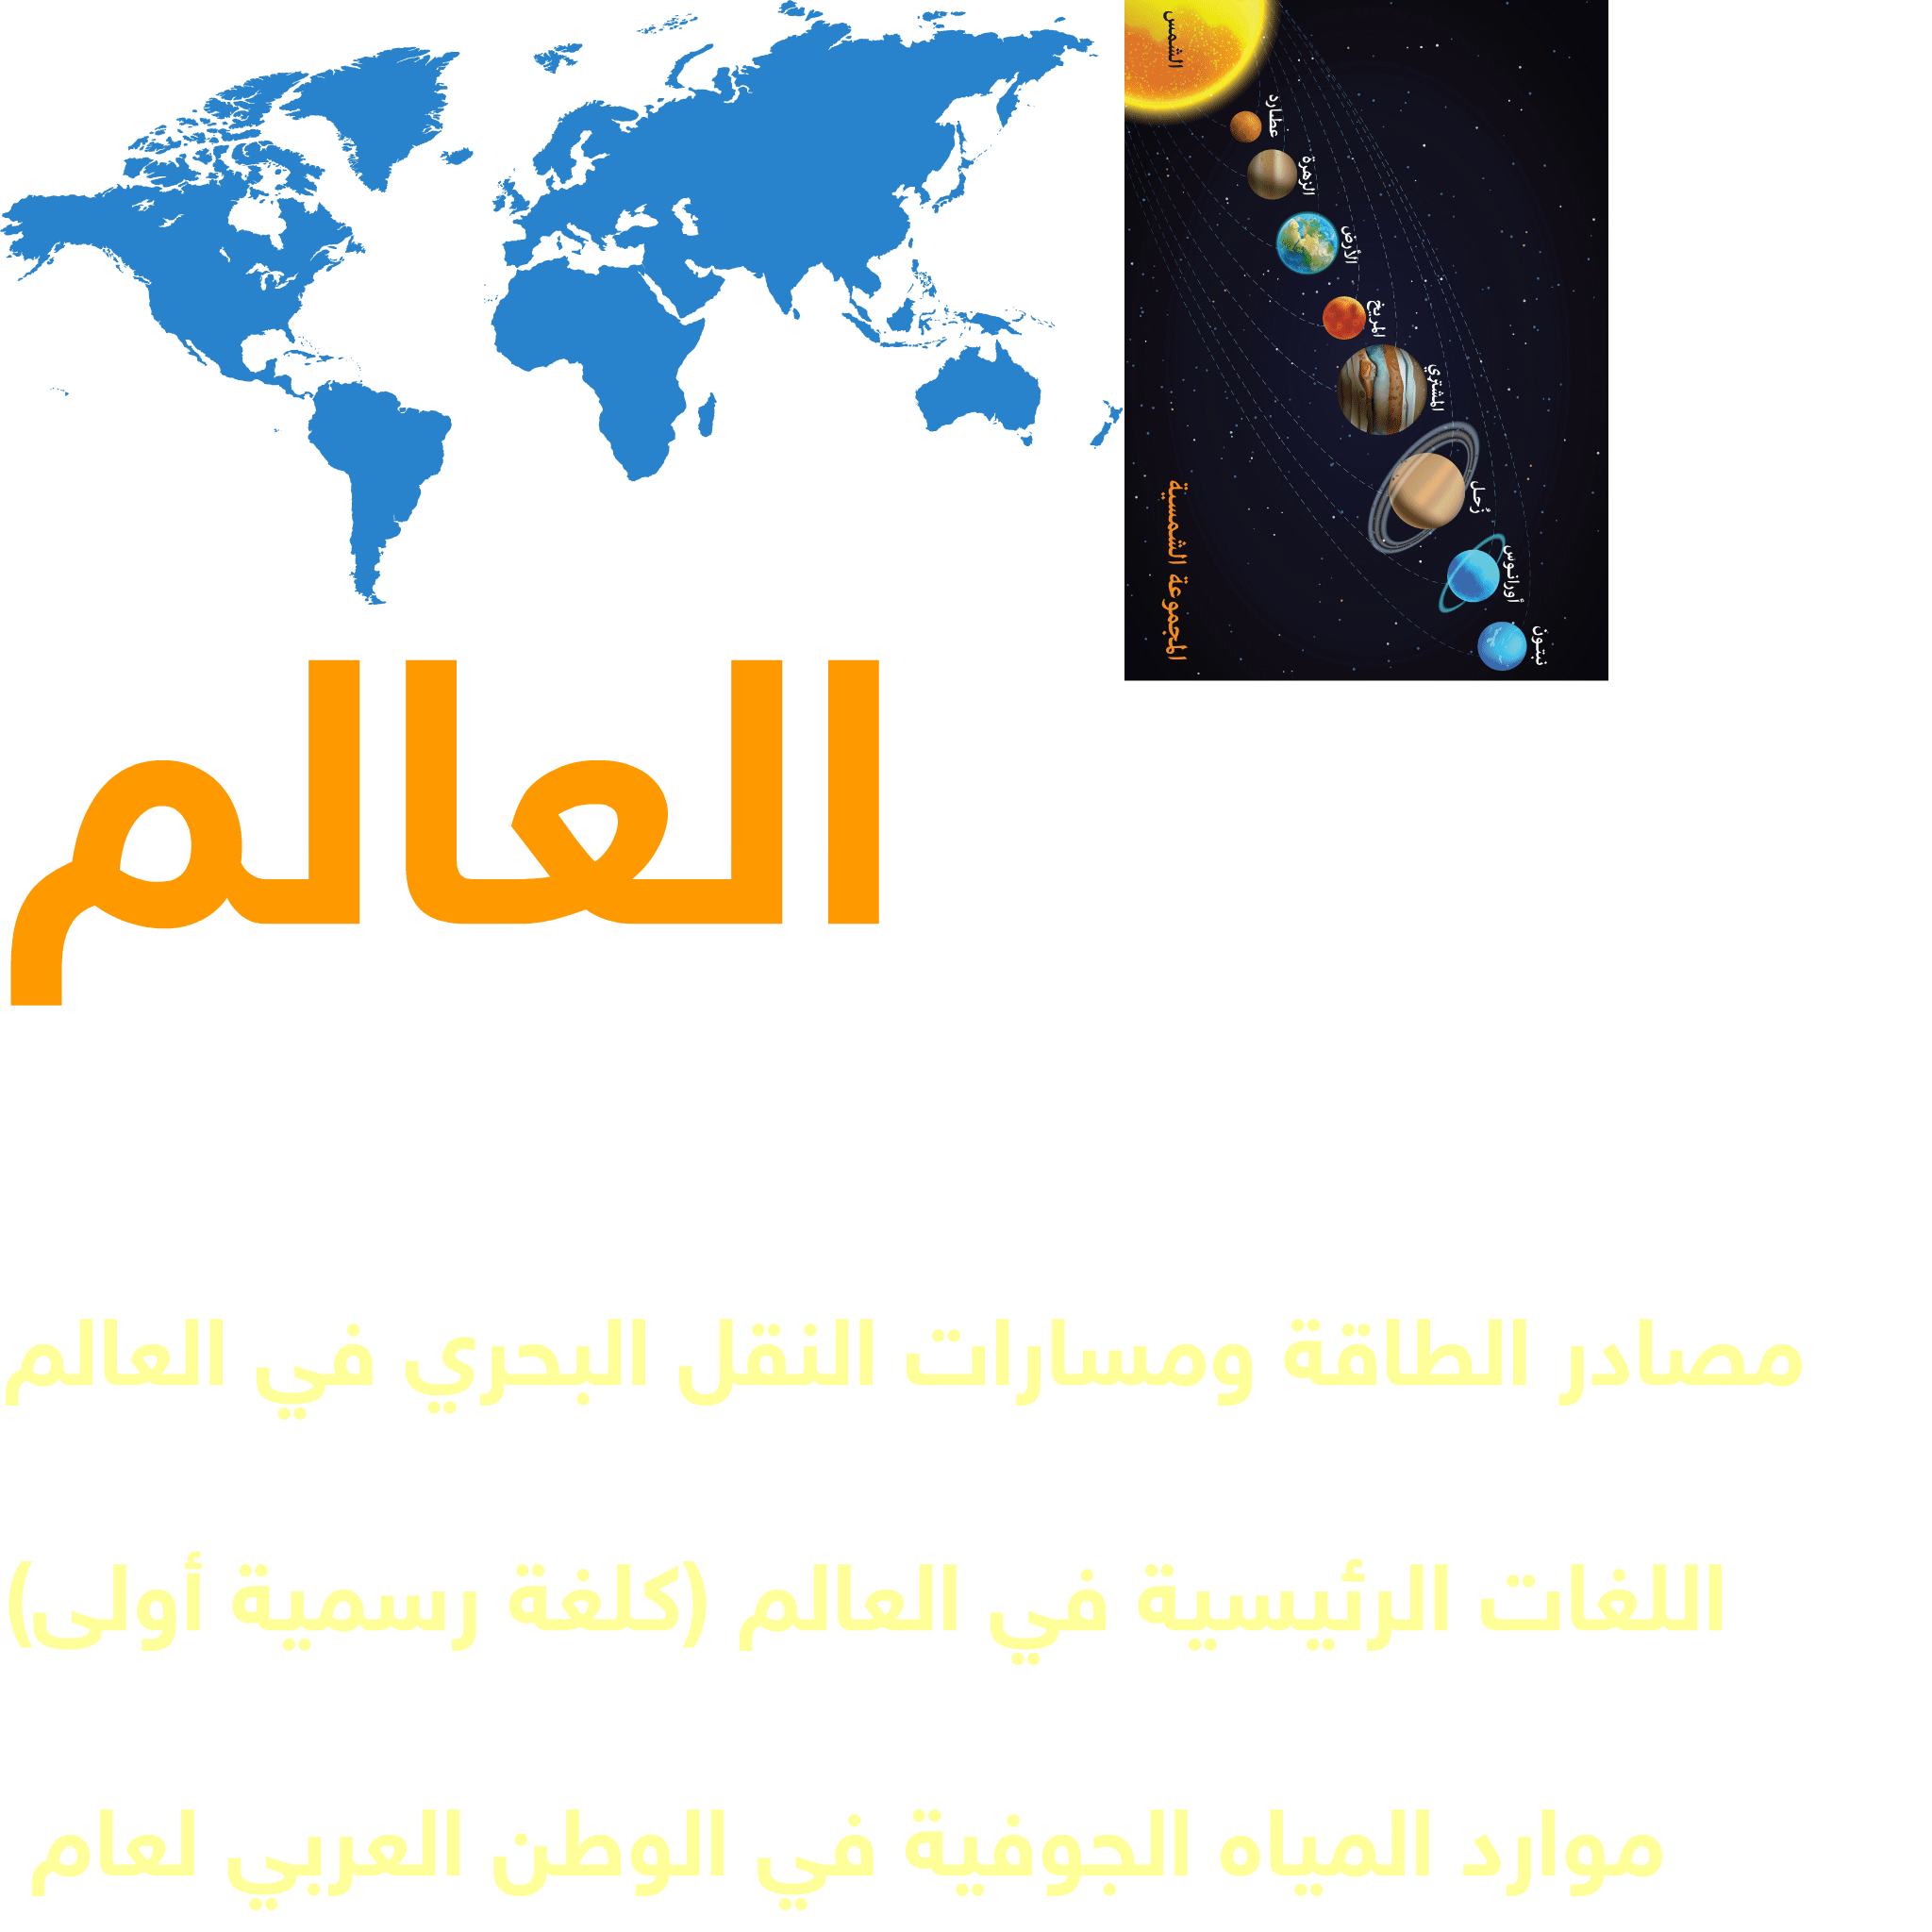 الشمس
عطارد
الزهرة
الأرض
المريخ
المشتري
زُحل
أورانوس
نبتون
المجموعة الشمسية
العالم
مصادر الطاقة ومسارات النقل البحري في العالم
اللغات الرئيسية في العالم (كلغة رسمية أولى)
موارد المياه الجوفية في الوطن العربي لعام